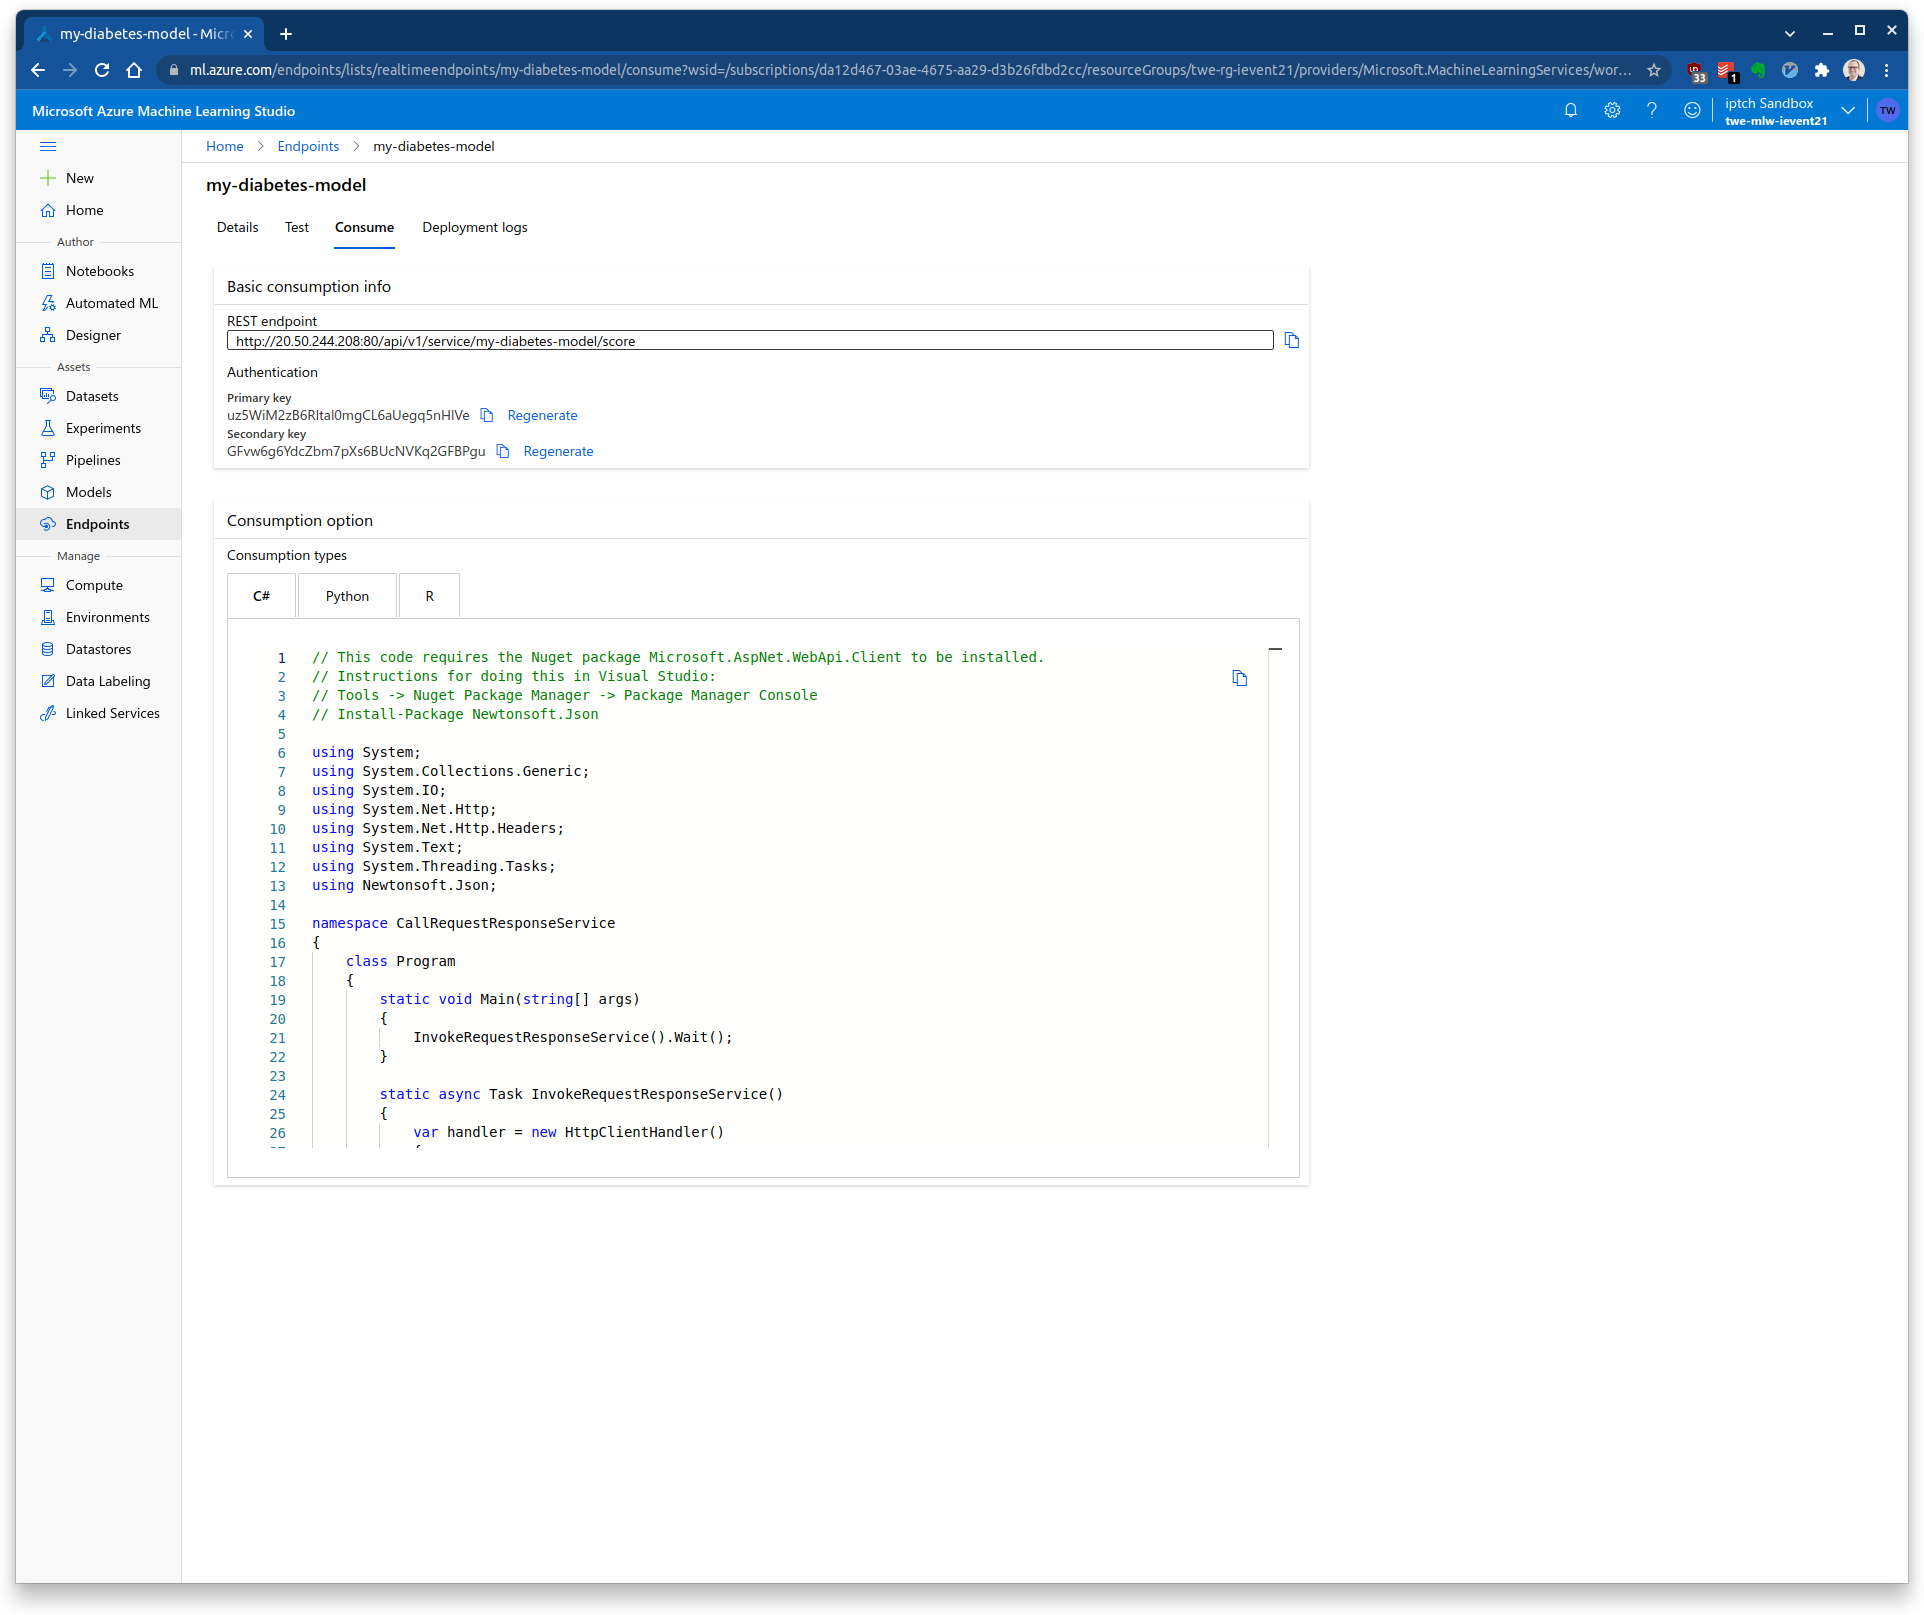 my-diabetes-model - Micr
ml.azure.com/endpoints/lists/realtimeendpoints/my-diabetes-model/consume?wsid=/subscriptions/da12d467-03ae-4675-aa29-d3b26fdbd2cc/resourceGroups/twe-rg-ievent21/providers/Microsoft.MachineLearningServices/wor...
33
1
Microsoft Azure Machine Learning Studio
iptch Sandbox
twe-mlw-ievent21
TW
Home > Endpoints > my-diabetes-model
New
Home
Author
Notebooks
Automated ML
Designer
Assets
Datasets
Experiments
Pipelines
Models
Endpoints
Manage
Compute
Environments
Datastores
Data Labeling
Linked Services
my-diabetes-model
Details Test Consume Deployment logs
Basic consumption info
REST endpoint
http://20.50.244.208:80/api/v1/service/my-diabetes-model/score
Authentication
Primary key
Regenerate
Secondary key
GFvw6g6YdcZbm7pXs6BUcNVKq2GFBPgu Regenerate
Consumption option
Consumption types
C# Python R
1 // This code requires the Nuget package Microsoft.AspNet.WebApi.Client to be installed.
2 // Instructions for doing this in Visual Studio:
3 // Tools -> Nuget Package Manager -> Package Manager Console
4 // Install-Package Newtonsoft.Json
5
6 using System;
7 using System.Collections.Generic;
8 using System.IO;
9 using System.Net.Http;
10 using System.Net.Http.Headers;
11 using System.Text;
12 using System.Threading.Tasks;
13 using Newtonsoft.Json;
14
15 namespace CallRequestResponseService
16 {
17     class Program
18     {
19         static void Main(string[] args)
20         {
21             InvokeRequestResponseService().Wait();
22         }
23
24         static async Task InvokeRequestResponseService()
25         {
26             var handler = new HttpClientHandler()